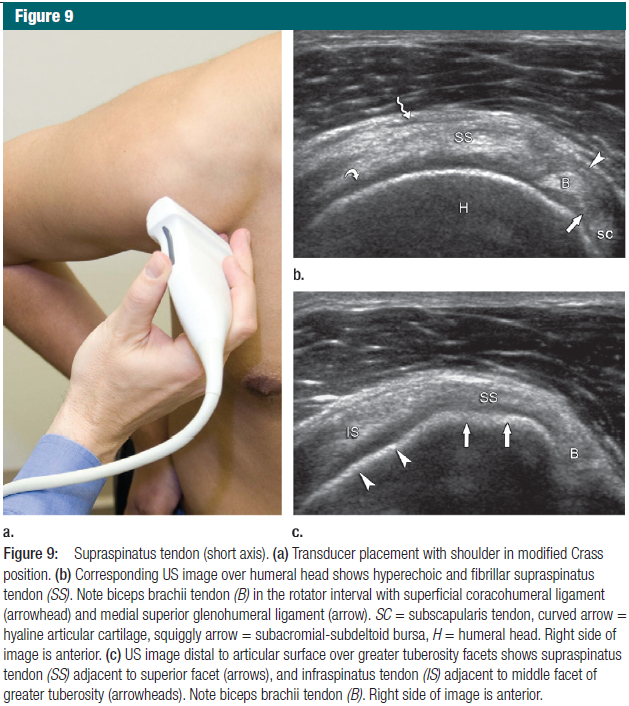 Figure 9
SS
B
H
SC
b.
SS
IS
B
a.
c.
Figure 9: Supraspinatus tendon (short axis). (a) Transducer placement with shoulder in modified Crass
position. (b) Corresponding US image over humeral head shows hyperechoic and fibrillar supraspinatus
tendon (SS). Note biceps brachii tendon (B) in the rotator interval with superficial coracohumeral ligament
(arrowhead) and medial superior glenohumeral ligament (arrow). SC = subscapularis tendon, curved arrow =
hyaline articular cartilage, squiggly arrow = subacromial-subdeltoid bursa, H = humeral head. Right side of
image is anterior. (c) US image distal to articular surface over greater tuberosity facets shows supraspinatus
tendon (SS) adjacent to superior facet (arrows), and infraspinatus tendon (IS) adjacent to middle facet of
greater tuberosity (arrowheads). Note biceps brachii tendon (B). Right side of image is anterior.